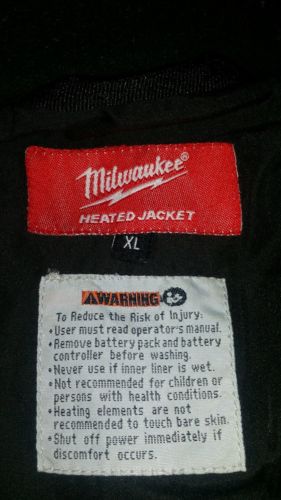 Milwaukee®
HEATED JACKET
XL
WARNING
To Reduce the Risk of Injury:
•User must read operator's manual.
•Remove battery pack and battery
controller before washing.
•Never use if inner liner is wet.
•Not recommended for children or
persons with health conditions.
•Heating elements are not
recommended to touch bare skin.
•Shut off power immediately if
discomfort occurs.